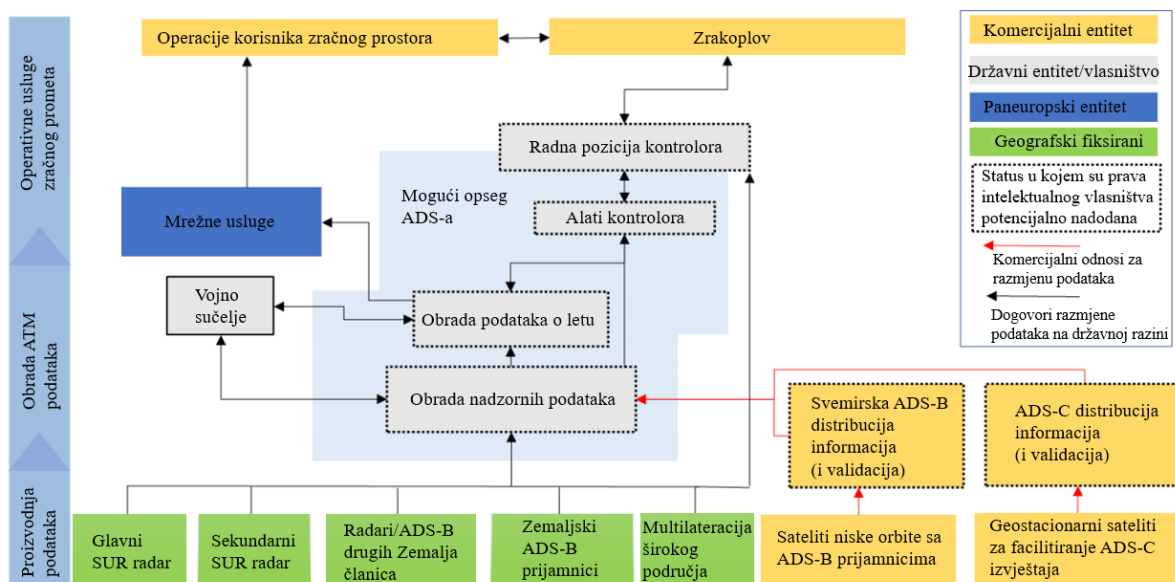 Operativne usluge
zračnog prometa
Obrada ATM
podataka
Proizvodnja
podataka
Operacije korisnika zračnog prostora
Zrakoplov
Radna pozicija kontrolora
Mogući opseg
ADS-a
Alati kontrolora
Mrežne usluge
Vojno
sučelje
Obrada podataka o letu
Obrada nadzornih podataka
Svemirska ADS-B
distribucija
informacija
(i validacija)
ADS-C distribucija
informacija
(i validacija)
Glavni
SUR radar
Sekundarni
SUR radar
Radari/ADS-B
drugih Zemalja
članica
Zemaljski
ADS-B
prijamnici
Multilateracija
širokog
područja
Sateliti niske orbite sa
ADS-B prijamnicima
Geostacionarni sateliti
za facilitiranje ADS-C
izvještaja
Komercijalni entitet
Državni entitet/vlasništvo
Paneuropski entitet
Geografski fiksirani
Status u kojem su prava
intelektualnog vlasništva
potencijalno nadodana
Komercijalni odnosi za
razmjenu podataka
Dogovori razmjene
podataka na državnoj razini